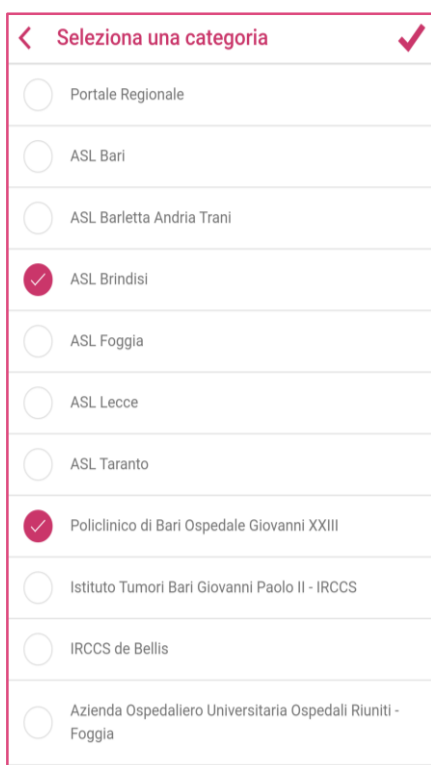 Seleziona una categoria
Portale Regionale
ASL Bari
ASL Barletta Andria Trani
ASL Brindisi
ASL Foggia
ASL Lecce
ASL Taranto
Policlinico di Bari Ospedale Giovanni XXIII
Istituto Tumori Bari Giovanni Paolo II - IRCCS
IRCCS de Bellis
Azienda Ospedaliero Universitaria Ospedali Riuniti -
Foggia